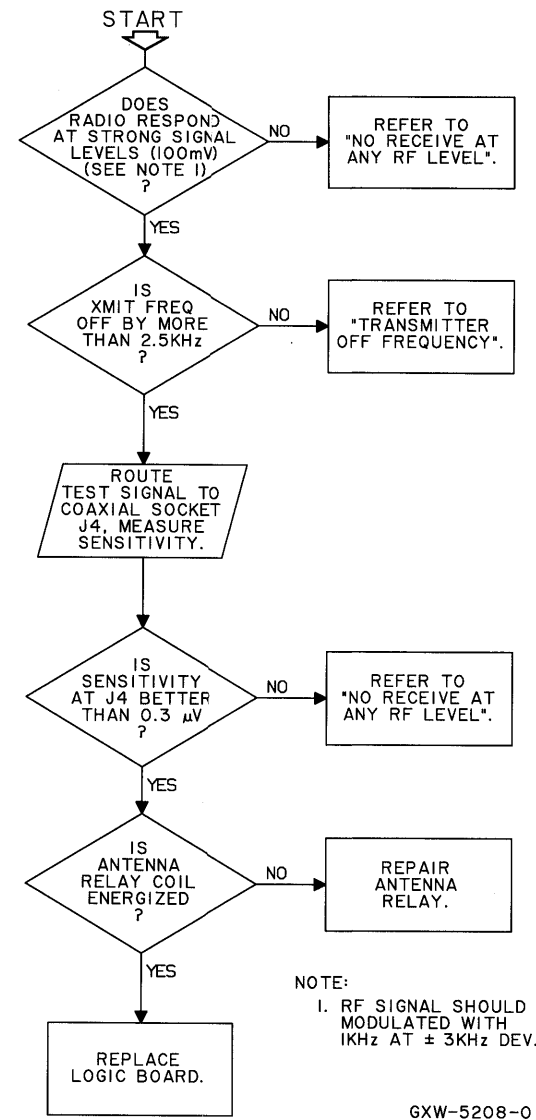 START
DOES
RADIO RESPOND
AT STRONG SIGNAL
LEVELS (100mV)
(SEE NOTE 1)
?
NO
REFER TO
"NO RECEIVE AT
ANY RF LEVEL".
YES
IS
XMIT FREQ
OFF BY MORE
THAN 2.5KHz
?
NO
REFER TO
"TRANSMITTER
OFF FREQUENCY".
YES
ROUTE
TEST SIGNAL TO
COAXIAL SOCKET
J4, MEASURE
SENSITIVITY.
IS
SENSITIVITY
AT J4 BETTER
THAN 0.3 µV
?
NO
REFER TO
"NO RECEIVE AT
ANY RF LEVEL".
YES
IS
ANTENNA
RELAY COIL
ENERGIZED
?
NO
REPAIR
ANTENNA
RELAY.
YES
REPLACE
LOGIC BOARD.
NOTE:
1. RF SIGNAL SHOULD
MODULATED WITH
1KHz AT ± 3KHz DEV.
GXW-5208-O